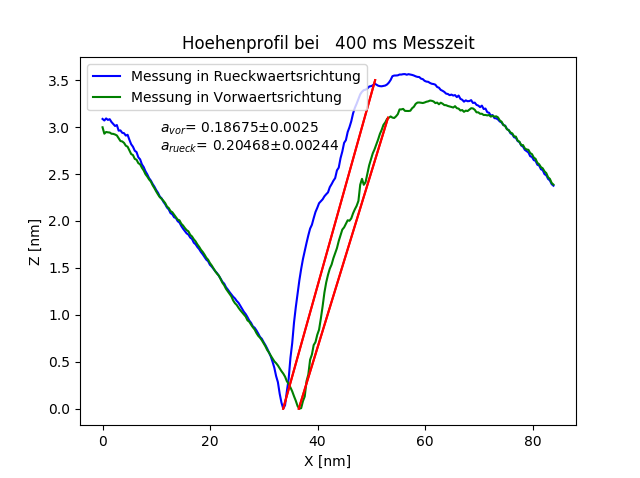 Hoehenprofil bei   400 ms Messzeit
Messung in Rueckwaertsrichtung
Messung in Vorwaertsrichtung
a_vor= 0.18675±0.0025
a_rueck= 0.20468±0.00244
Z [nm]
3.5
3.0
2.5
2.0
1.5
1.0
0.5
0.0
0 20 40 60 80
X [nm]